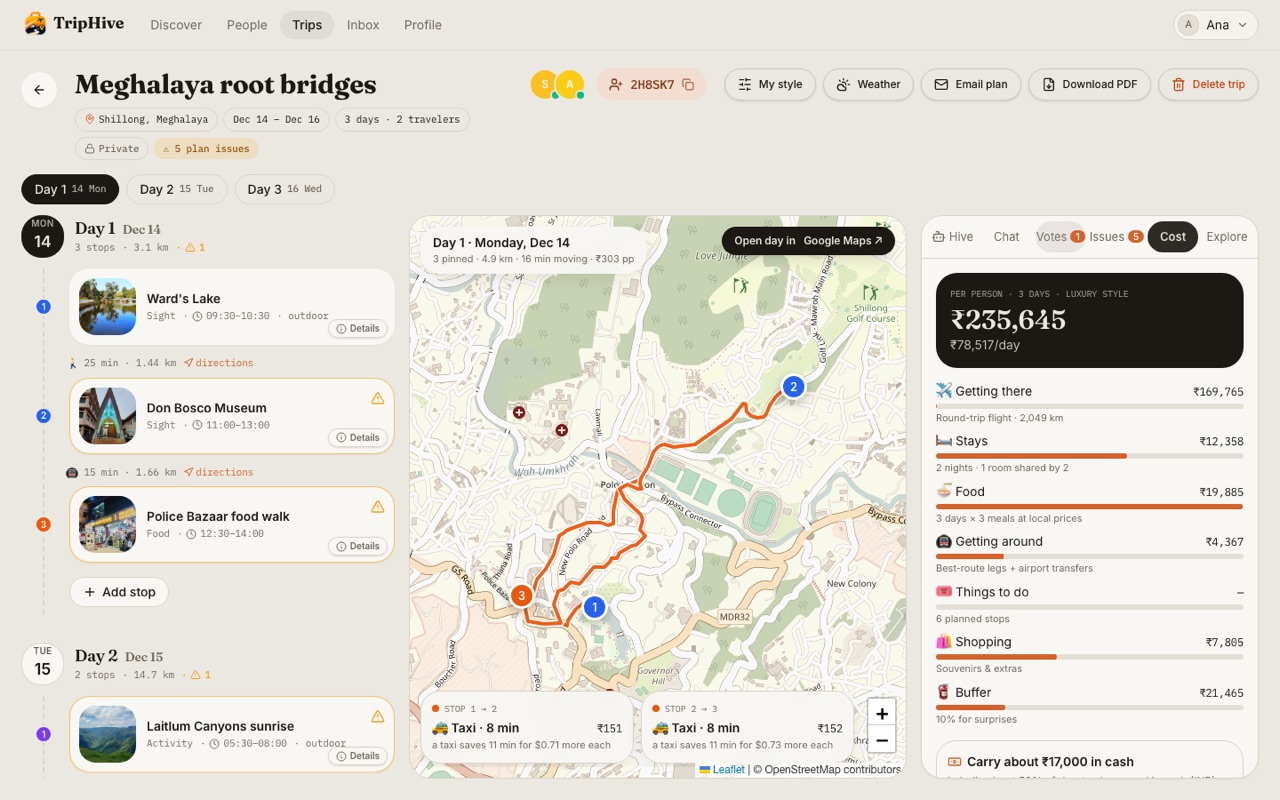 TripHive
Discover
People
Trips
Inbox
Profile
A Ana
Meghalaya root bridges
S A
2H8SK7
My style
Weather
Email plan
Download PDF
Delete trip
Shillong, Meghalaya
Dec 14 – Dec 16
3 days · 2 travelers
Private
⚠ 5 plan issues
Day 1 14 Mon
Day 2 15 Tue
Day 3 16 Wed
MON
14
Day 1 Dec 14
3 stops · 3.1 km · 1
1
Ward's Lake
Sight · 09:30–10:30 · outdoor
Details
25 min · 1.44 km directions
2
Don Bosco Museum
Sight · 11:00–13:00
Details
15 min · 1.66 km directions
3
Police Bazaar food walk
Food · 12:30–14:00
Details
+ Add stop
TUE
15
Day 2 Dec 15
2 stops · 14.7 km · 1
1
Laitlum Canyons sunrise
Activity · 05:30–08:00 · outdoor
Details
Day 1 · Monday, Dec 14
3 pinned · 4.9 km · 16 min moving · ₹303 pp
Open day in Google Maps ↗
Love Jungle
Golf Link
Mawroh Main Road
Shillong
Golf Course
2
Lawmali
Wah Umkhrah
Bypass Connector
New Polo Road
Thana Road
GS Road
New Colony
3
1
MDR32
Boucher Road
Governor's
Hill
STOP 1 → 2
Taxi · 8 min ₹151
a taxi saves 11 min for $0.71 more each
STOP 2 → 3
Taxi · 8 min ₹152
a taxi saves 11 min for $0.73 more each
+
−
Leaflet | © OpenStreetMap contributors
Hive
Chat
Votes 1
Issues 5
Cost
Explore
PER PERSON · 3 DAYS · LUXURY STYLE
₹235,645
₹78,517/day
Getting there ₹169,765
Round-trip flight · 2,049 km
Stays ₹12,358
2 nights · 1 room shared by 2
Food ₹19,885
3 days × 3 meals at local prices
Getting around ₹4,367
Best-route legs + airport transfers
Things to do –
6 planned stops
Shopping ₹7,805
Souvenirs & extras
Buffer ₹21,465
10% for surprises
Carry about ₹17,000 in cash